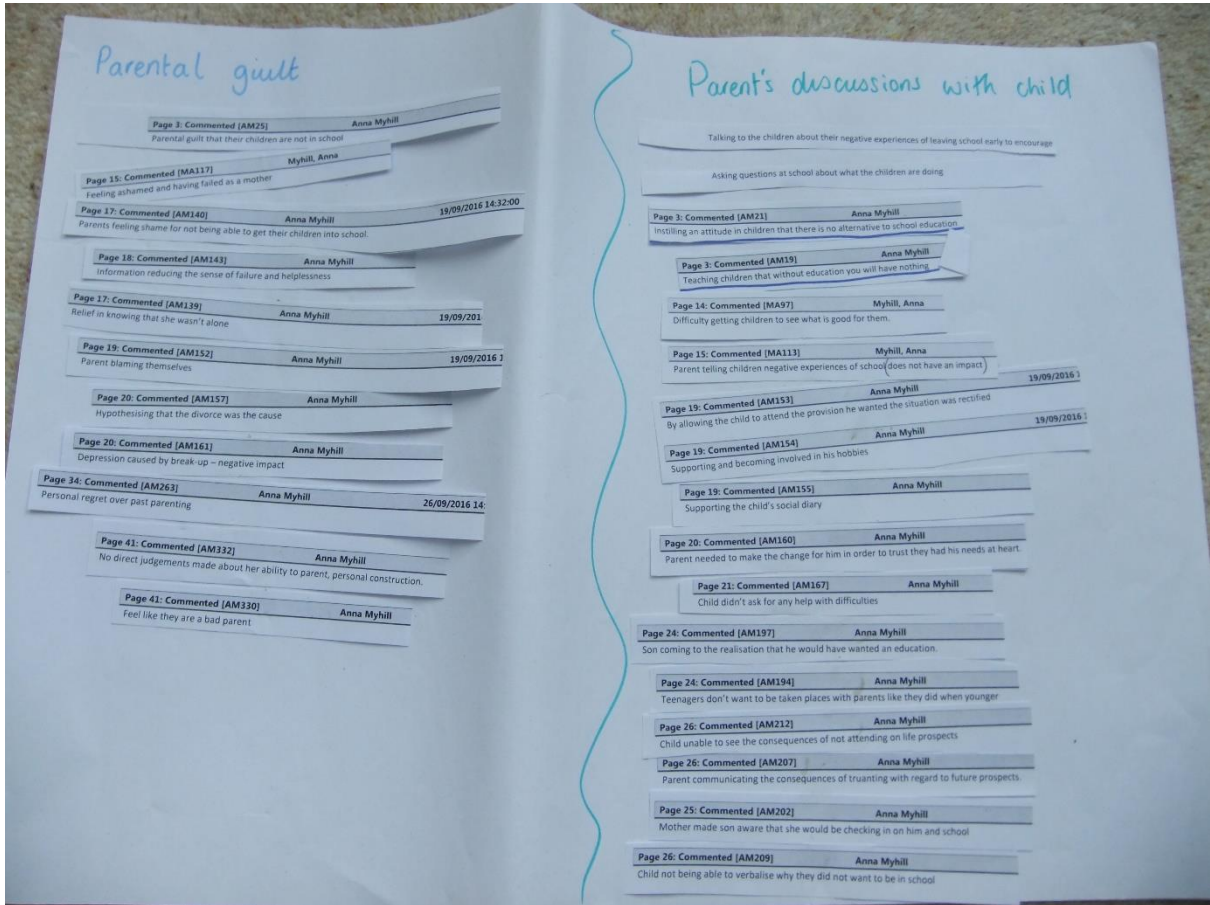 Parental giult
Page 3: Commented [AM25] Anna Myhill
Parental guilt that their children are not in school
Page 15: Commented [MA117] Myhill, Anna
Feeling ashamed and having failed as a mother
Page 17: Commented [AM140] Anna Myhill 19/09/2016 14:32:00
Parents feeling shame for not being able to get their children into school.
Page 18: Commented [AM143] Anna Myhill
Information reducing the sense of failure and helplessness
Page 17: Commented [AM139] Anna Myhill 19/09/201
Relief in knowing that she wasn't alone
Page 19: Commented [AM152] Anna Myhill 19/09/2016 1
Parent blaming themselves
Page 20: Commented [AM157] Anna Myhill
Hypothesising that the divorce was the cause
Page 20: Commented [AM161] Anna Myhill
Depression caused by break-up – negative impact
Page 34: Commented [AM263] Anna Myhill 26/09/2016 14:
Personal regret over past parenting
Page 41: Commented [AM332] Anna Myhill
No direct judgements made about her ability to parent, personal construction.
Page 41: Commented [AM330] Anna Myhill
Feel like they are a bad parent
Parent's discussions with child
Talking to the children about their negative experiences of leaving school early to encourage
Asking questions at school about what the children are doing
Page 3: Commented [AM21] Anna Myhill
Instilling an attitude in children that there is no alternative to school education
Page 3: Commented [AM19] Anna Myhill
Teaching children that without education you will have nothing
Page 14: Commented [MA97] Myhill, Anna
Difficulty getting children to see what is good for them.
Page 15: Commented [MA113] Myhill, Anna
Parent telling children negative experiences of school (does not have an impact)
Page 19: Commented [AM153] Anna Myhill 19/09/2016 1
By allowing the child to attend the provision he wanted the situation was rectified
Page 19: Commented [AM154] Anna Myhill 19/09/2016 1
Supporting and becoming involved in his hobbies
Page 19: Commented [AM155] Anna Myhill
Supporting the child's social diary
Page 20: Commented [AM160] Anna Myhill
Parent needed to make the change for him in order to trust they had his needs at heart.
Page 21: Commented [AM167] Anna Myhill
Child didn't ask for any help with difficulties
Page 24: Commented [AM197] Anna Myhill
Son coming to the realisation that he would have wanted an education.
Page 24: Commented [AM194] Anna Myhill
Teenagers don't want to be taken places with parents like they did when younger
Page 26: Commented [AM212] Anna Myhill
Child unable to see the consequences of not attending on life prospects
Page 26: Commented [AM207] Anna Myhill
Parent communicating the consequences of truanting with regard to future prospects.
Page 25: Commented [AM202] Anna Myhill
Mother made son aware that she would be checking in on him and school
Page 26: Commented [AM209] Anna Myhill
Child not being able to verbalise why they did not want to be in school